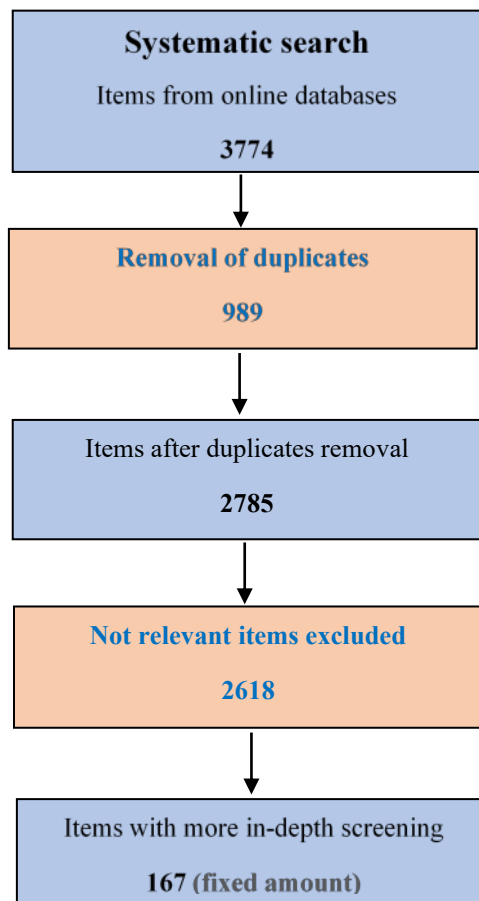 Systematic search
Items from online databases
3774
Removal of duplicates
989
Items after duplicates removal
2785
Not relevant items excluded
2618
Items with more in-depth screening
167 (fixed amount)